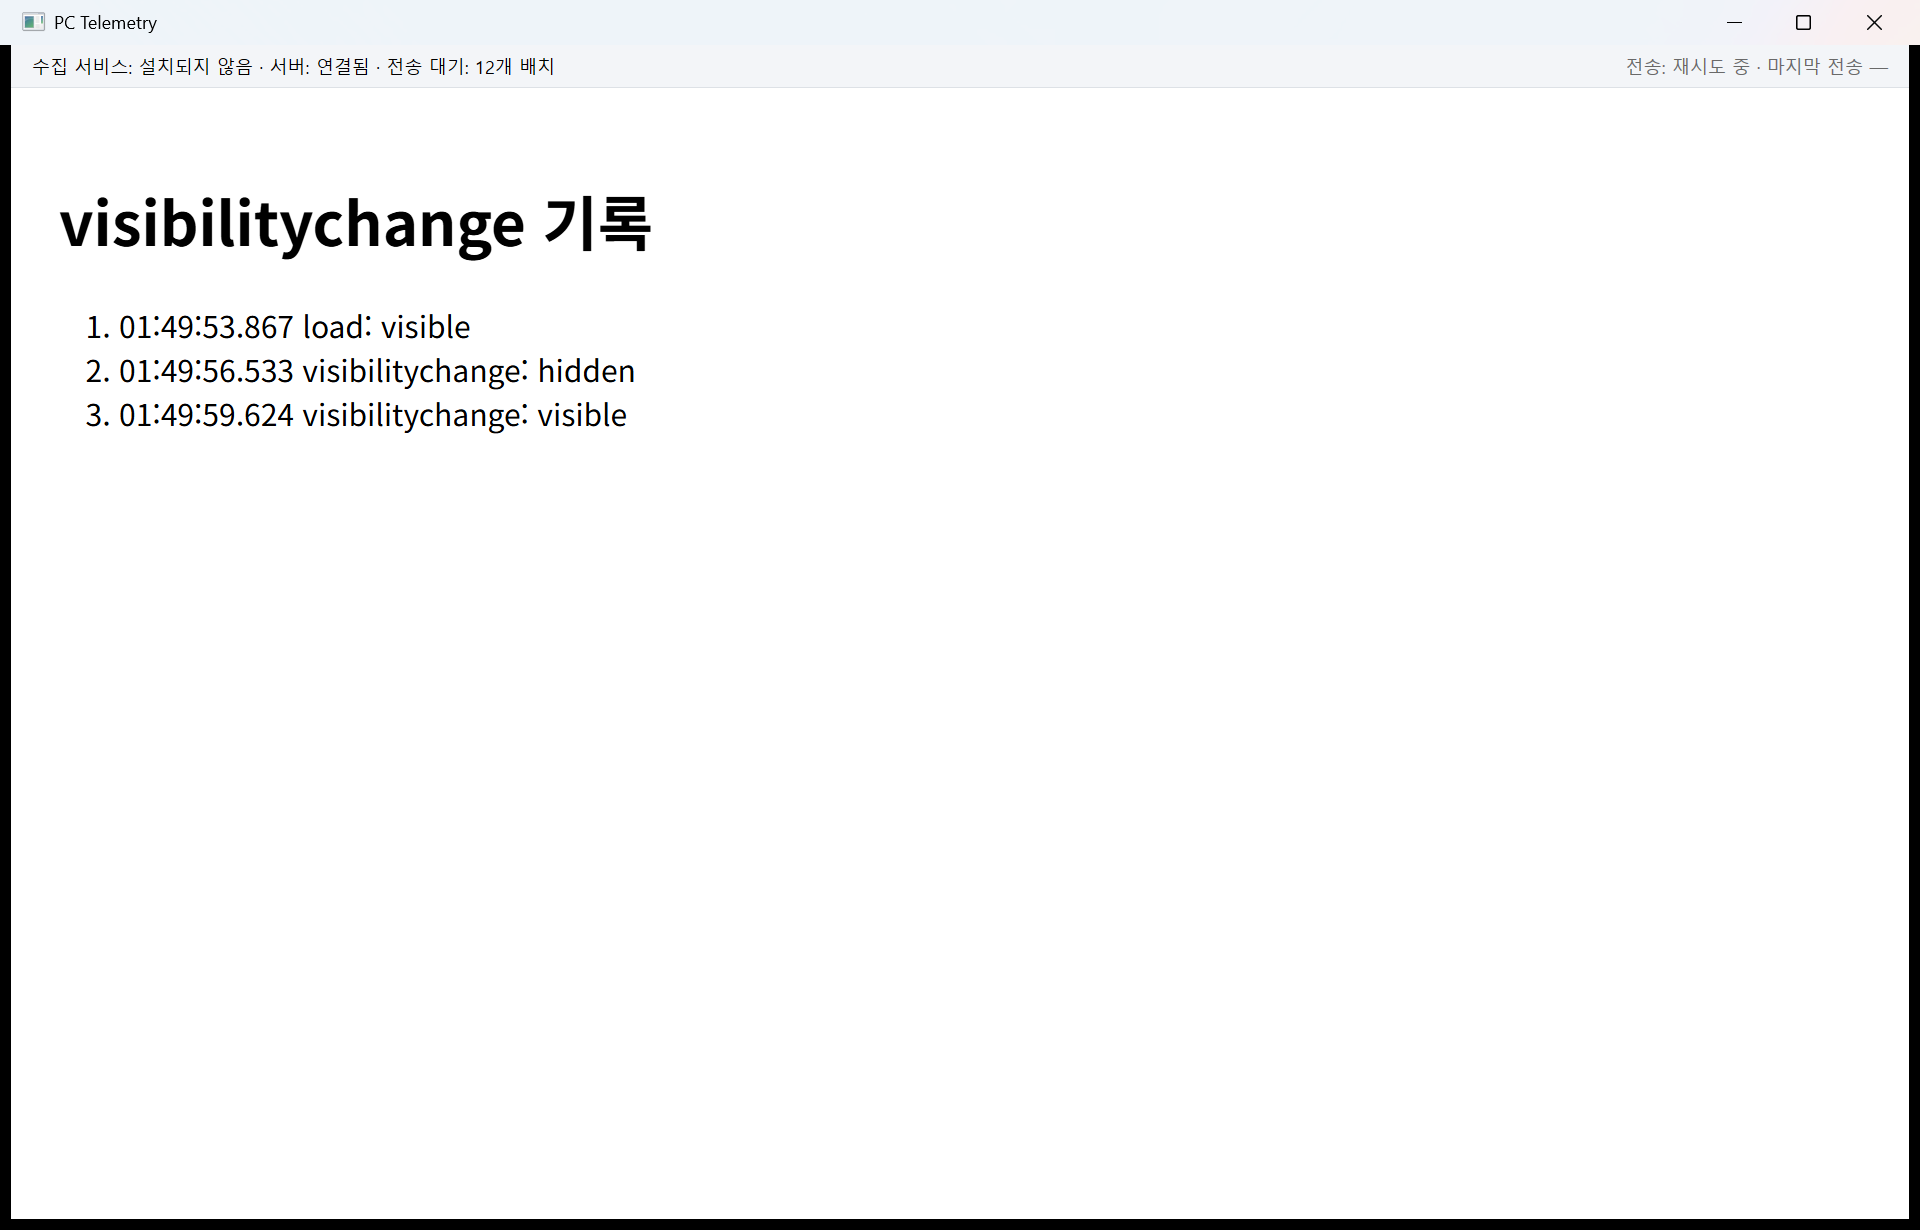 PC Telemetry
수집 서비스: 설치되지 않음 · 서버: 연결됨 · 전송 대기: 12개 배치
전송: 재시도 중 · 마지막 전송 —
visibilitychange 기록
1. 01:49:53.867 load: visible
2. 01:49:56.533 visibilitychange: hidden
3. 01:49:59.624 visibilitychange: visible